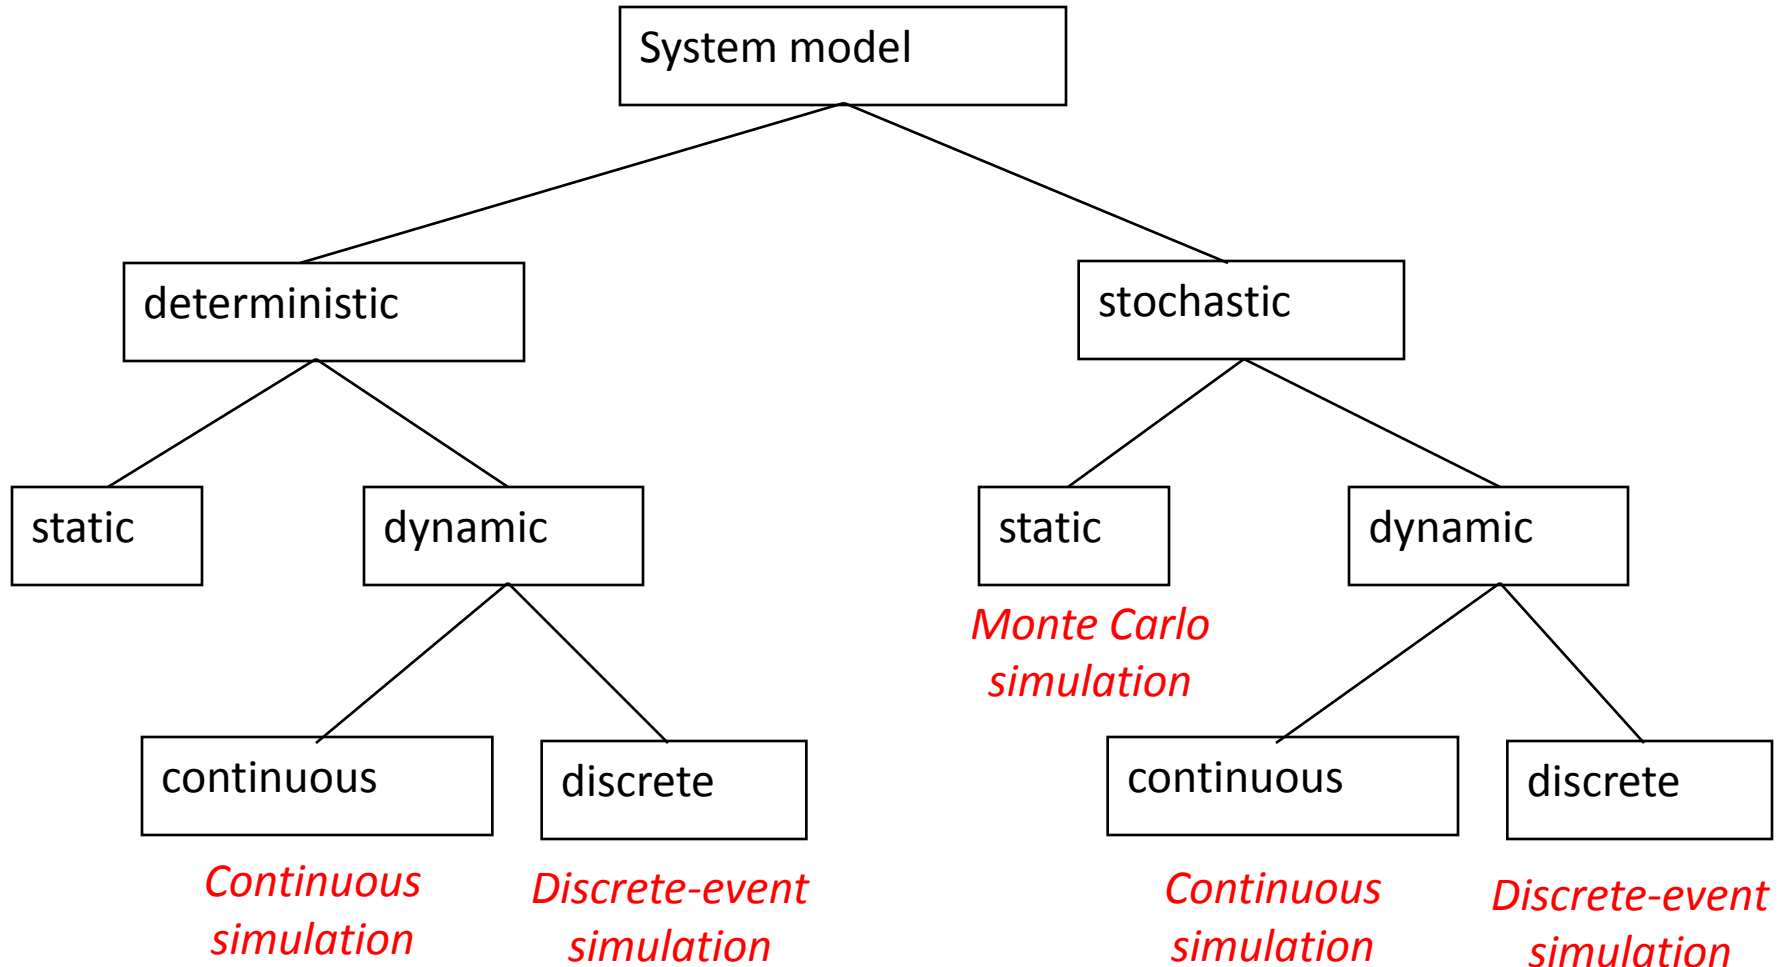 System model
deterministic
stochastic
static
dynamic
static
dynamic
Monte Carlo
simulation
continuous
discrete
continuous
discrete
Continuous
simulation
Discrete-event
simulation
Continuous
simulation
Discrete-event
simulation